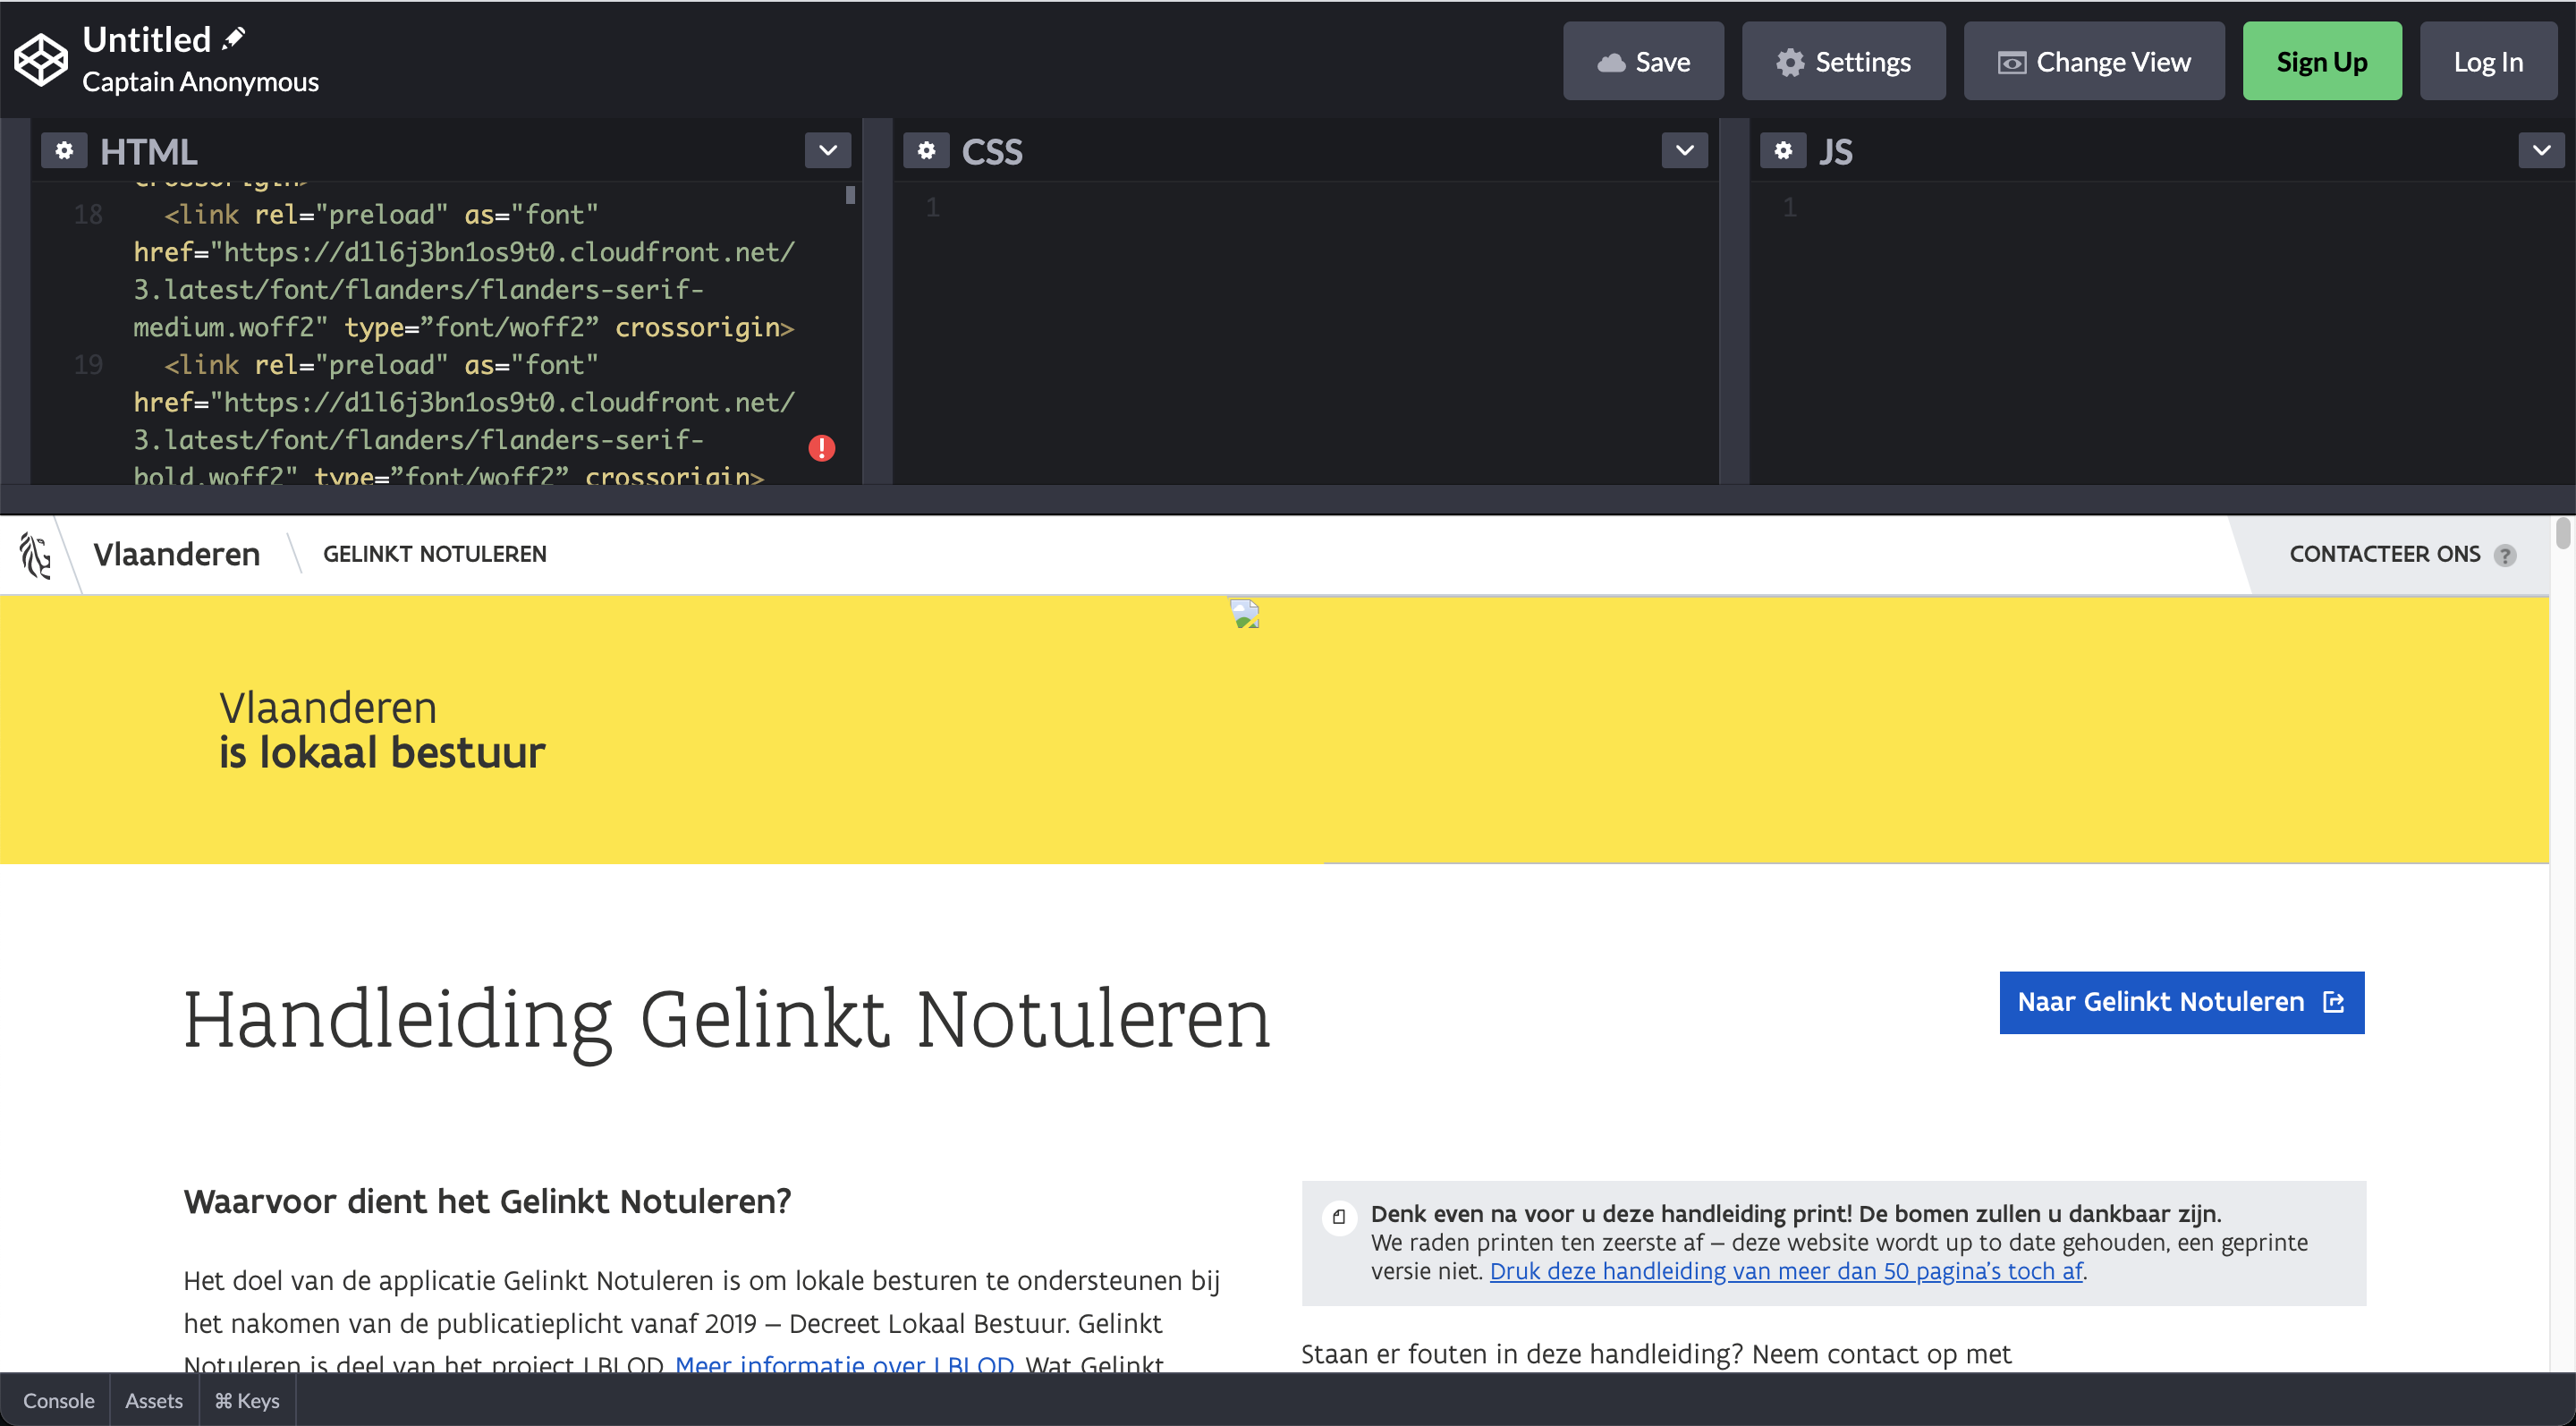 Untitled
Captain Anonymous
Save
Settings
Change View
Sign Up
Log In
HTML
CSS
JS
crossorigin>
18 <link rel="preload" as="font"
href="https://d1l6j3bn1os9t0.cloudfront.net/
3.latest/font/flanders/flanders-serif-
medium.woff2" type=”font/woff2” crossorigin>
19 <link rel="preload" as="font"
href="https://d1l6j3bn1os9t0.cloudfront.net/
3.latest/font/flanders/flanders-serif-
bold.woff2" type=”font/woff2” crossorigin>
1
1
Vlaanderen
GELINKT NOTULEREN
CONTACTEER ONS ?
Vlaanderen
is lokaal bestuur
Handleiding Gelinkt Notuleren
Naar Gelinkt Notuleren
Waarvoor dient het Gelinkt Notuleren?
Het doel van de applicatie Gelinkt Notuleren is om lokale besturen te ondersteunen bij
het nakomen van de publicatieplicht vanaf 2019 – Decreet Lokaal Bestuur. Gelinkt
Notuleren is deel van het project LBLOD. Meer informatie over LBLOD. Wat Gelinkt
Denk even na voor u deze handleiding print! De bomen zullen u dankbaar zijn.
We raden printen ten zeerste af – deze website wordt up to date gehouden, een geprinte
versie niet. Druk deze handleiding van meer dan 50 pagina's toch af.
Staan er fouten in deze handleiding? Neem contact op met
Console
Assets
⌘ Keys